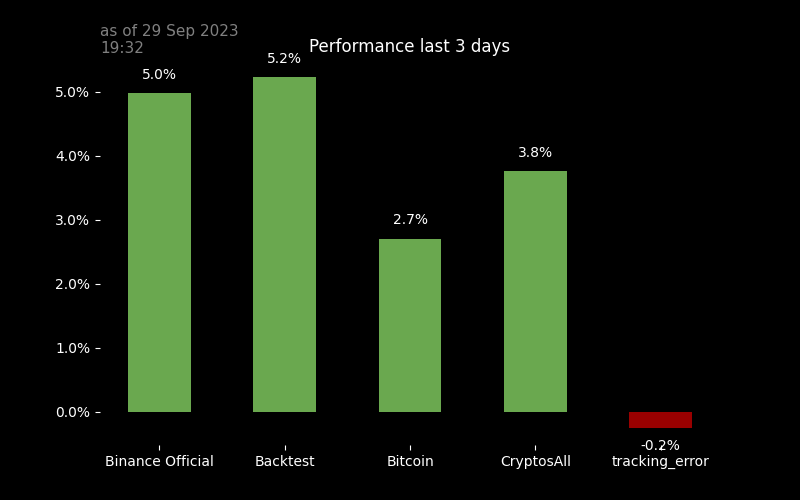 as of 29 Sep 2023
19:32
Performance last 3 days
5.0%
5.2%
2.7%
3.8%
-0.2%
5.0%
4.0%
3.0%
2.0%
1.0%
0.0%
Binance Official
Backtest
Bitcoin
CryptosAll
tracking_error